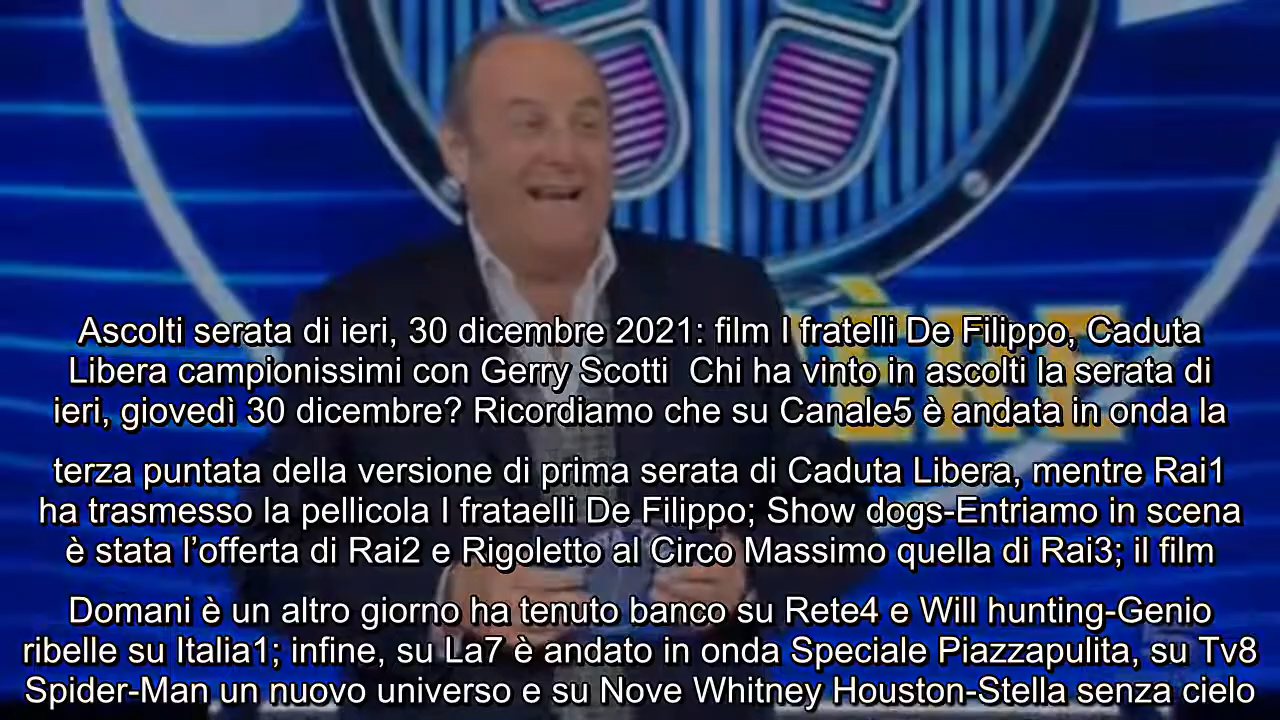 Ascolti serata di ieri, 30 dicembre 2021: film I fratelli De Filippo, Caduta
Libera campionissimi con Gerry Scotti  Chi ha vinto in ascolti la serata di
ieri, giovedì 30 dicembre? Ricordiamo che su Canale5 è andata in onda la
terza puntata della versione di prima serata di Caduta Libera, mentre Rai1
ha trasmesso la pellicola I frataelli De Filippo; Show dogs-Entriamo in scena
è stata l’offerta di Rai2 e Rigoletto al Circo Massimo quella di Rai3; il film
Domani è un altro giorno ha tenuto banco su Rete4 e Will hunting-Genio
ribelle su Italia1; infine, su La7 è andato in onda Speciale Piazzapulita, su Tv8
Spider-Man un nuovo universo e su Nove Whitney Houston-Stella senza cielo